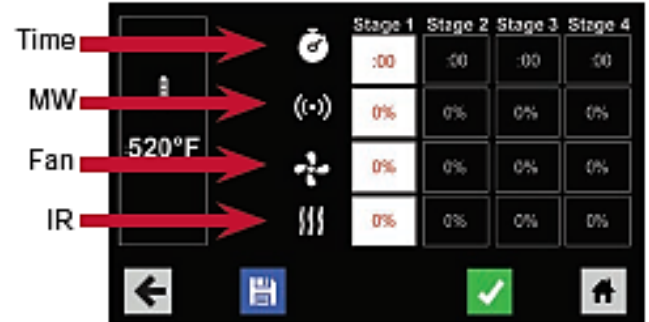 Stage 1 Stage 2 Stage 3 Stage 4
Time :00 :00 :00 :00
MW 0% 0% 0% 0%
520°F
Fan 0% 0% 0% 0%
IR 0% 0% 0% 0%